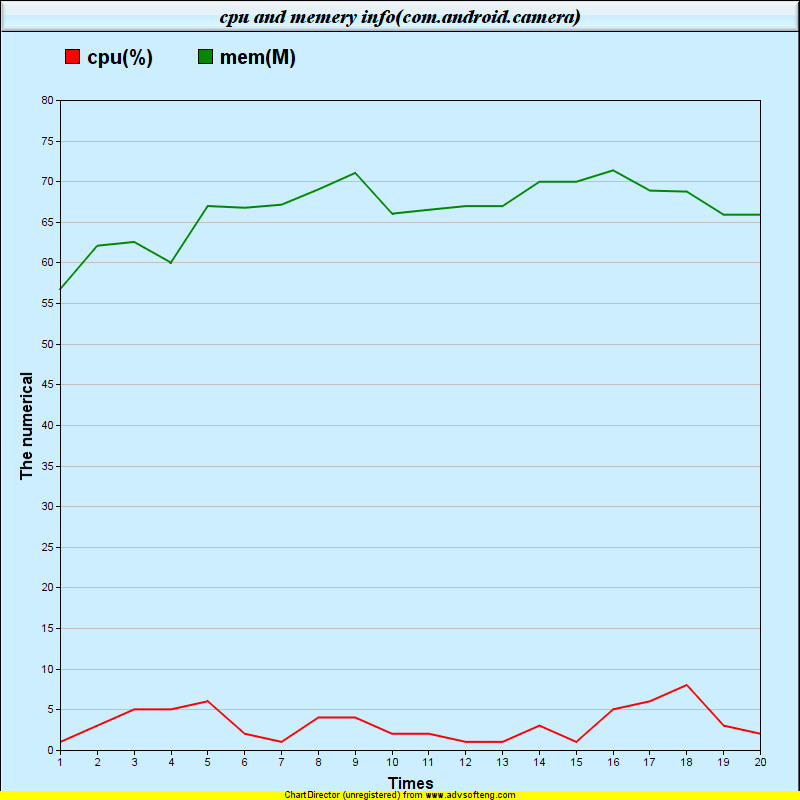 cpu and memery info(com.android.camera)
cpu(%) mem(M)
80
75
70
65
60
55
50
45
40
35
30
25
20
15
10
5
0
The numerical
1 2 3 4 5 6 7 8 9 10 11 12 13 14 15 16 17 18 19 20
Times
ChartDirector (unregistered) from www.advsofteng.com